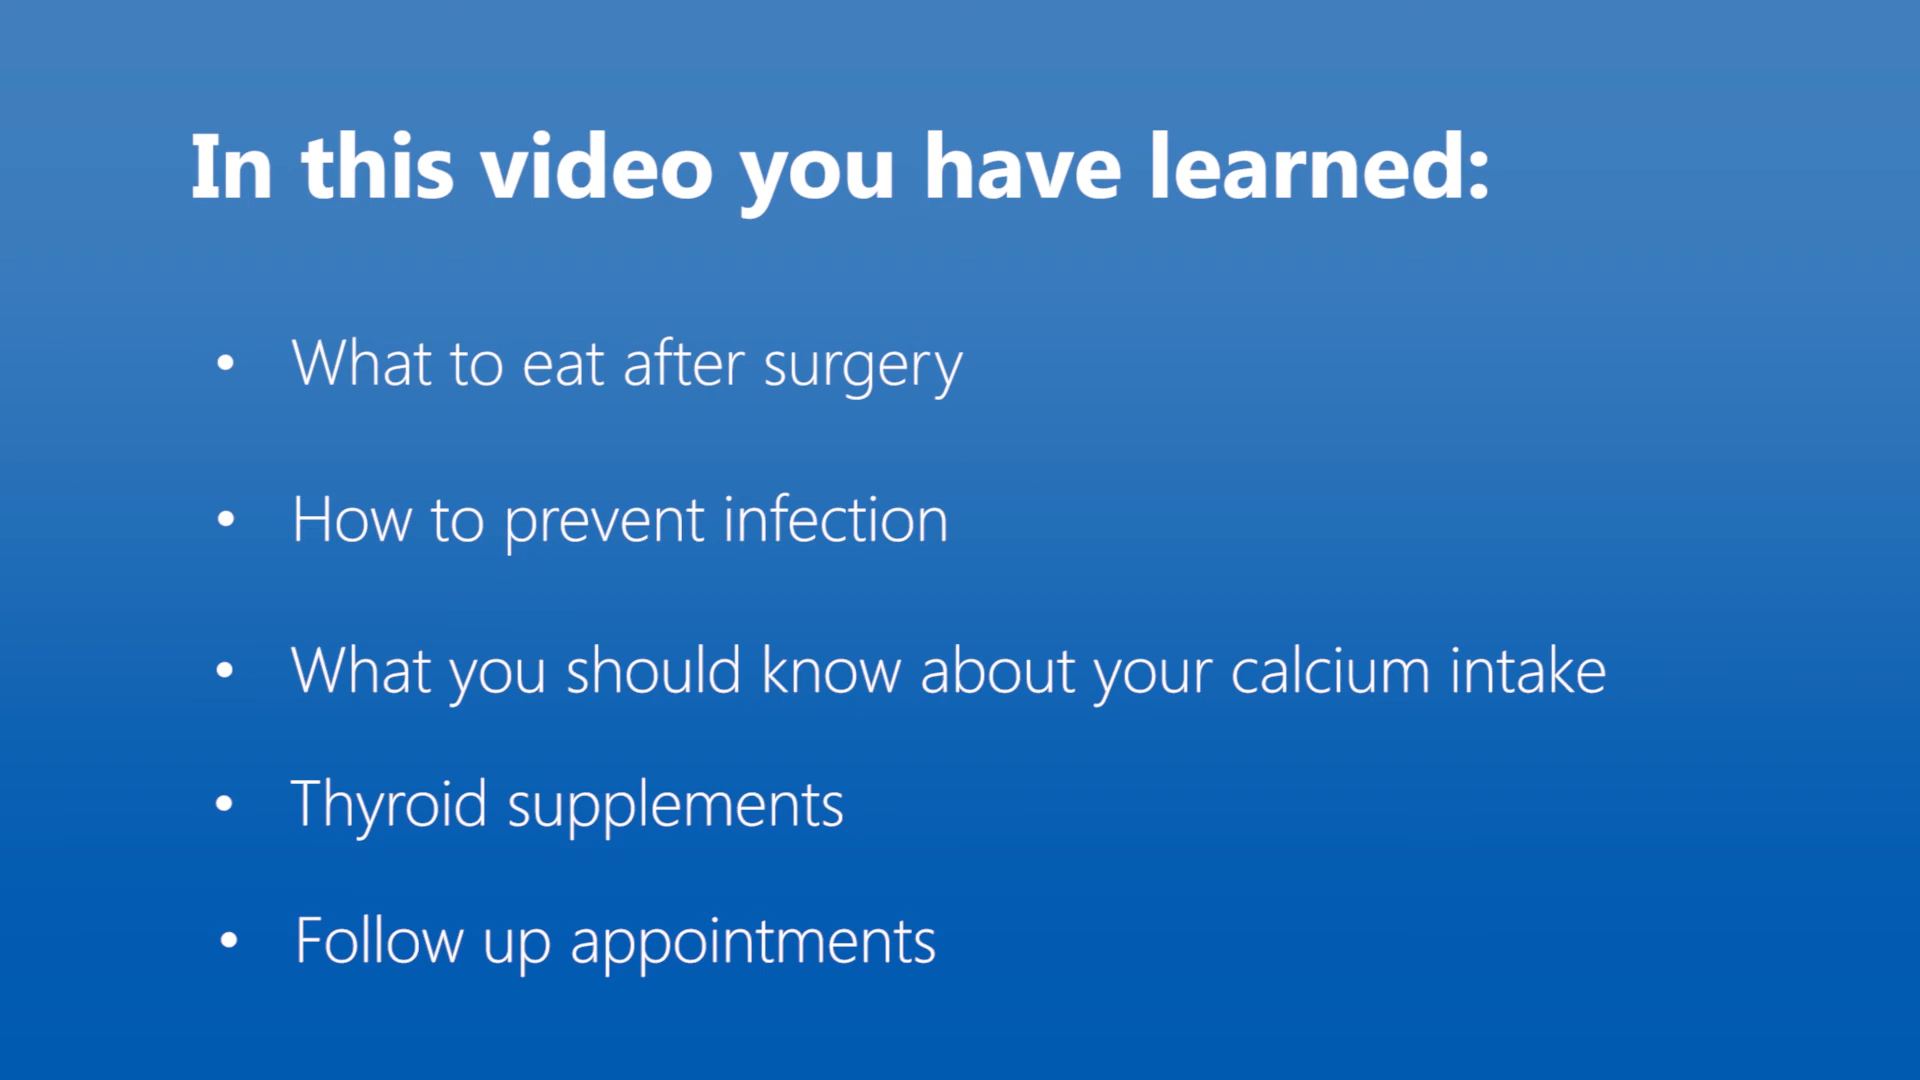 In this video you have learned:
• What to eat after surgery
• How to prevent infection
• What you should know about your calcium intake
• Thyroid supplements
• Follow up appointments